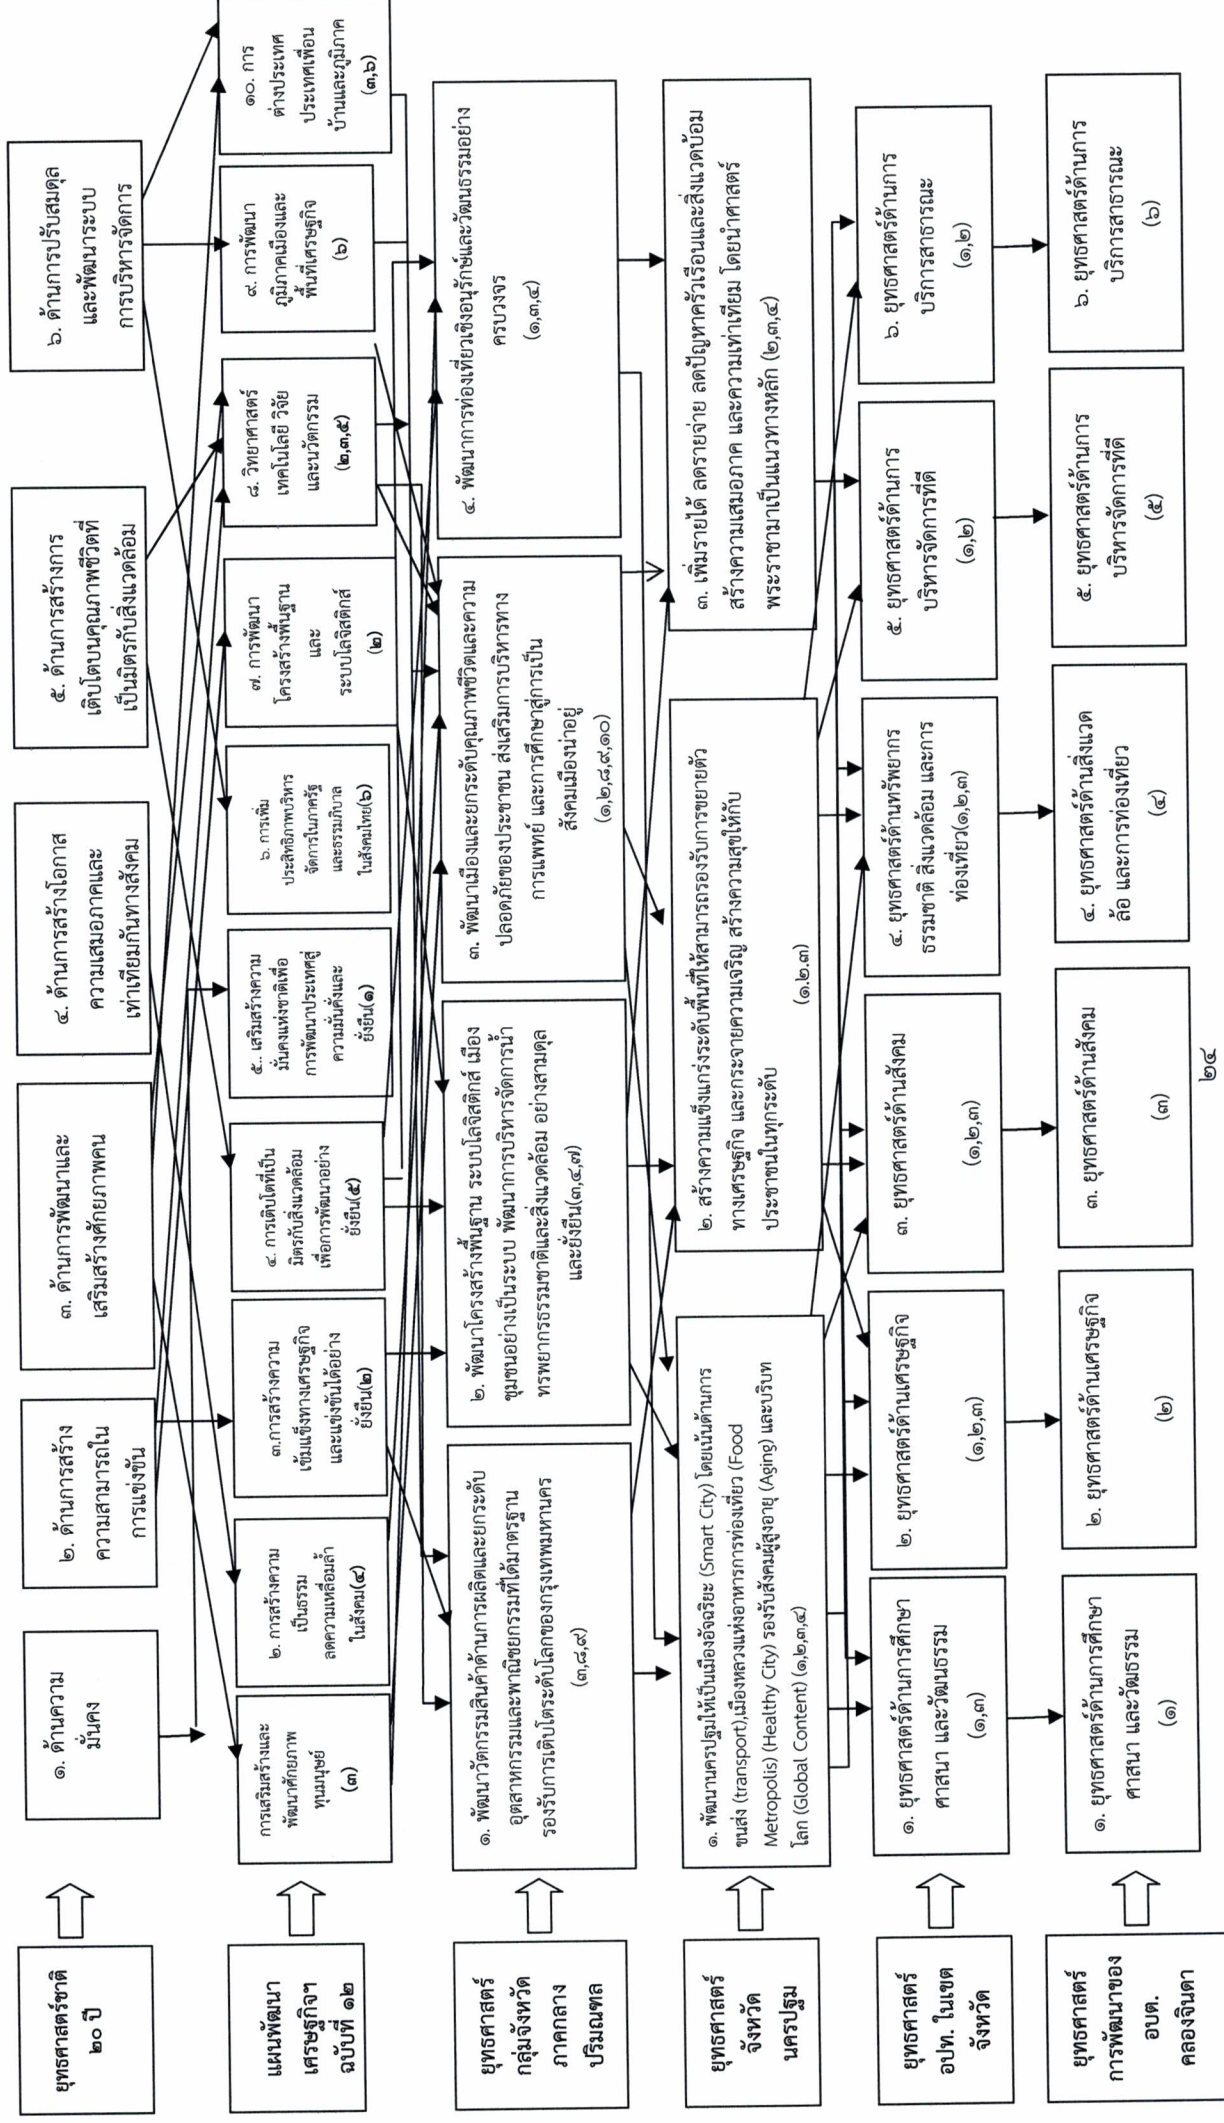 ยุทธศาสตร์ชาติ
๒๐ ปี
๑. ด้านความ
มั่นคง
๒. ด้านการสร้าง
ความสามารถใน
การแข่งขัน
๓. ด้านการพัฒนาและ
เสริมสร้างศักยภาพคน
๔. ด้านการสร้างโอกาส
ความเสมอภาคและ
เท่าเทียมกันทางสังคม
๕. ด้านการสร้างการ
เติบโตบนคุณภาพชีวิตที่
เป็นมิตรกับสิ่งแวดล้อม
๖. ด้านการปรับสมดุล
และพัฒนาระบบ
การบริหารจัดการ
แผนพัฒนา
เศรษฐกิจฯ
ฉบับที่ ๑๒
การเสริมสร้างและ
พัฒนาศักยภาพ
ทุนมนุษย์
(๓)
๒. การสร้างความ
เป็นธรรม
ลดความเหลื่อมล้ำ
ในสังคม(๔)
๓.การสร้างความ
เข้มแข็งทางเศรษฐกิจ
และแข่งขันได้อย่าง
ยั่งยืน(๒)
๔. การเติบโตที่เป็น
มิตรกับสิ่งแวดล้อม
เพื่อการพัฒนาอย่าง
ยั่งยืน(๕)
๕.. เสริมสร้างความ
มั่นคงแห่งชาติเพื่อ
การพัฒนาประเทศสู่
ความมั่นคงและ
ยั่งยืน(๑)
๖. การเพิ่ม
ประสิทธิภาพบริหาร
จัดการในภาครัฐ
และธรรมภิบาล
ในสังคมไทย(๖)
๗. การพัฒนา
โครงสร้างพื้นฐาน
และ
ระบบโลจิสติกส์
(๒)
๘. วิทยาศาสตร์
เทคโนโลยี วิจัย
และนวัตกรรม
(๒,๓,๕)
๙. การพัฒนา
ภูมิภาคเมืองและ
พื้นที่เศรษฐกิจ
(๖)
๑๐. การ
ต่างประเทศ
ประเทศเพื่อน
บ้านและภูมิภาค
(๓,๖)
ยุทธศาสตร์
กลุ่มจังหวัด
ภาคกลาง
ปริมณฑล
๑. พัฒนาวัตกรรมสินค้าด้านการผลิตและยกระดับ
อุตสาหกรรมและพาณิชยกรรมที่ได้มาตรฐาน
รองรับการเติบโตระดับโลกของกรุงเทพมหานคร
(๓,๘,๙)
๒. พัฒนาโครงสร้างพื้นฐาน ระบบโลจิสติกส์ เมือง
ชุมชนอย่างเป็นระบบ พัฒนาการบริหารจัดการน้ำ
ทรัพยากรธรรมชาติและสิ่งแวดล้อม อย่างสามดุล
และยั่งยืน(๓,๔,๗)
๓. พัฒนาเมืองและยกระดับคุณภาพชีวิตและความ
ปลอดภัยของประชาชน ส่งเสริมการบริหารทาง
การแพทย์ และการศึกษาสู่การเป็น
สังคมเมืองน่าอยู่
(๑,๒,๘,๙,๑๐)
๔. พัฒนาการท่องเที่ยวเชิงอนุรักษ์และวัฒนธรรมอย่าง
ครบวงจร
(๑,๓,๔)
ยุทธศาสตร์
จังหวัด
นครปฐม
๑. พัฒนานครปฐมให้เป็นเมืองอัจฉริยะ (Smart City) โดยเน้นด้านการ
ขนส่ง (transport),เมืองหลวงแห่งอาหารการท่องเที่ยว (Food
Metropolis) (Healthy City) รองรับสังคมผู้สูงอายุ (Aging) และบริบท
โลก (Global Content) (๑,๒,๓,๔)
๒. สร้างความแข็งแกร่งระดับพื้นที่ให้สามารถรองรับการขยายตัว
ทางเศรษฐกิจ และกระจายความเจริญ สร้างความสุขให้กับ
ประชาชนในทุกระดับ
(๑.๒.๓)
๓. เพิ่มรายได้ ลดรายจ่าย ลดปัญหาครัวเรือนและสิ่งแวดบ้อม
สร้างความเสมอภาค และความเท่าเทียม โดยนำศาสตร์
พระราชามาเป็นแนวทางหลัก (๒,๓,๔)
ยุทธศาสตร์
อปท. ในเขต
จังหวัด
๑. ยุทธศาสตร์ด้านการศึกษา
ศาสนา และวัฒนธรรม
(๑,๓)
๒. ยุทธศาสตร์ด้านเศรษฐกิจ
(๑,๒,๓)
๓. ยุทธศาสตร์ด้านสังคม
(๑,๒,๓)
๔. ยุทธศาสตร์ด้านทรัพยากร
ธรรมชาติ สิ่งแวดล้อม และการ
ท่องเที่ยว(๑,๒,๓)
๕. ยุทธศาสตร์ด้านการ
บริหารจัดการที่ดี
(๑,๒)
๖. ยุทธศาสตร์ด้านการ
บริการสาธารณะ
(๑,๒)
ยุทธศาสตร์
การพัฒนาของ
อบต.
คลองจินดา
๑. ยุทธศาสตร์ด้านการศึกษา
ศาสนา และวัฒธรรม
(๑)
๒. ยุทธศาสตร์ด้านเศรษฐกิจ
(๒)
๓. ยุทธศาสตร์ด้านสังคม
(๓)
๔. ยุทธศาสตร์ด้านสิ่งแวด
ล้อ และการท่องเที่ยว
(๔)
๕. ยุทธศาสตร์ด้านการ
บริหารจัดการที่ดี
(๕)
๖. ยุทธศาสตร์ด้านการ
บริการสาธารณะ
(๖)
๒๔